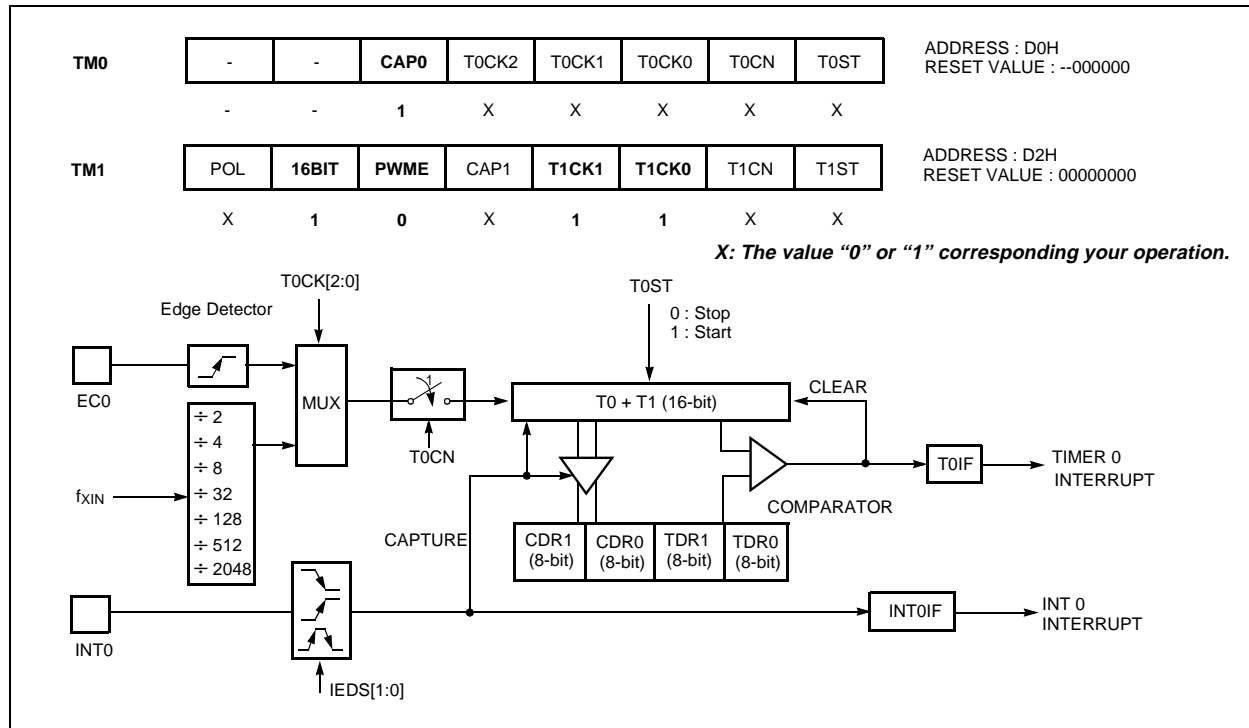 TM0 - - CAP0 T0CK2 T0CK1 T0CK0 T0CN T0ST
ADDRESS : D0H
RESET VALUE : --000000
- - 1 X X X X X
TM1 POL 16BIT PWME CAP1 T1CK1 T1CK0 T1CN T1ST
ADDRESS : D2H
RESET VALUE : 00000000
X 1 0 X 1 1 X X
X: The value “0” or “1” corresponding your operation.
T0CK[2:0]
Edge Detector
T0ST
0 : Stop
1 : Start
EC0
MUX
1
T0CN
T0 + T1 (16-bit)
CLEAR
T0IF
TIMER 0
INTERRUPT
COMPARATOR
fXIN
÷ 2
÷ 4
÷ 8
÷ 32
÷ 128
÷ 512
÷ 2048
CAPTURE
CDR1
(8-bit)
CDR0
(8-bit)
TDR1
(8-bit)
TDR0
(8-bit)
INT0
IEDS[1:0]
INT0IF
INT 0
INTERRUPT